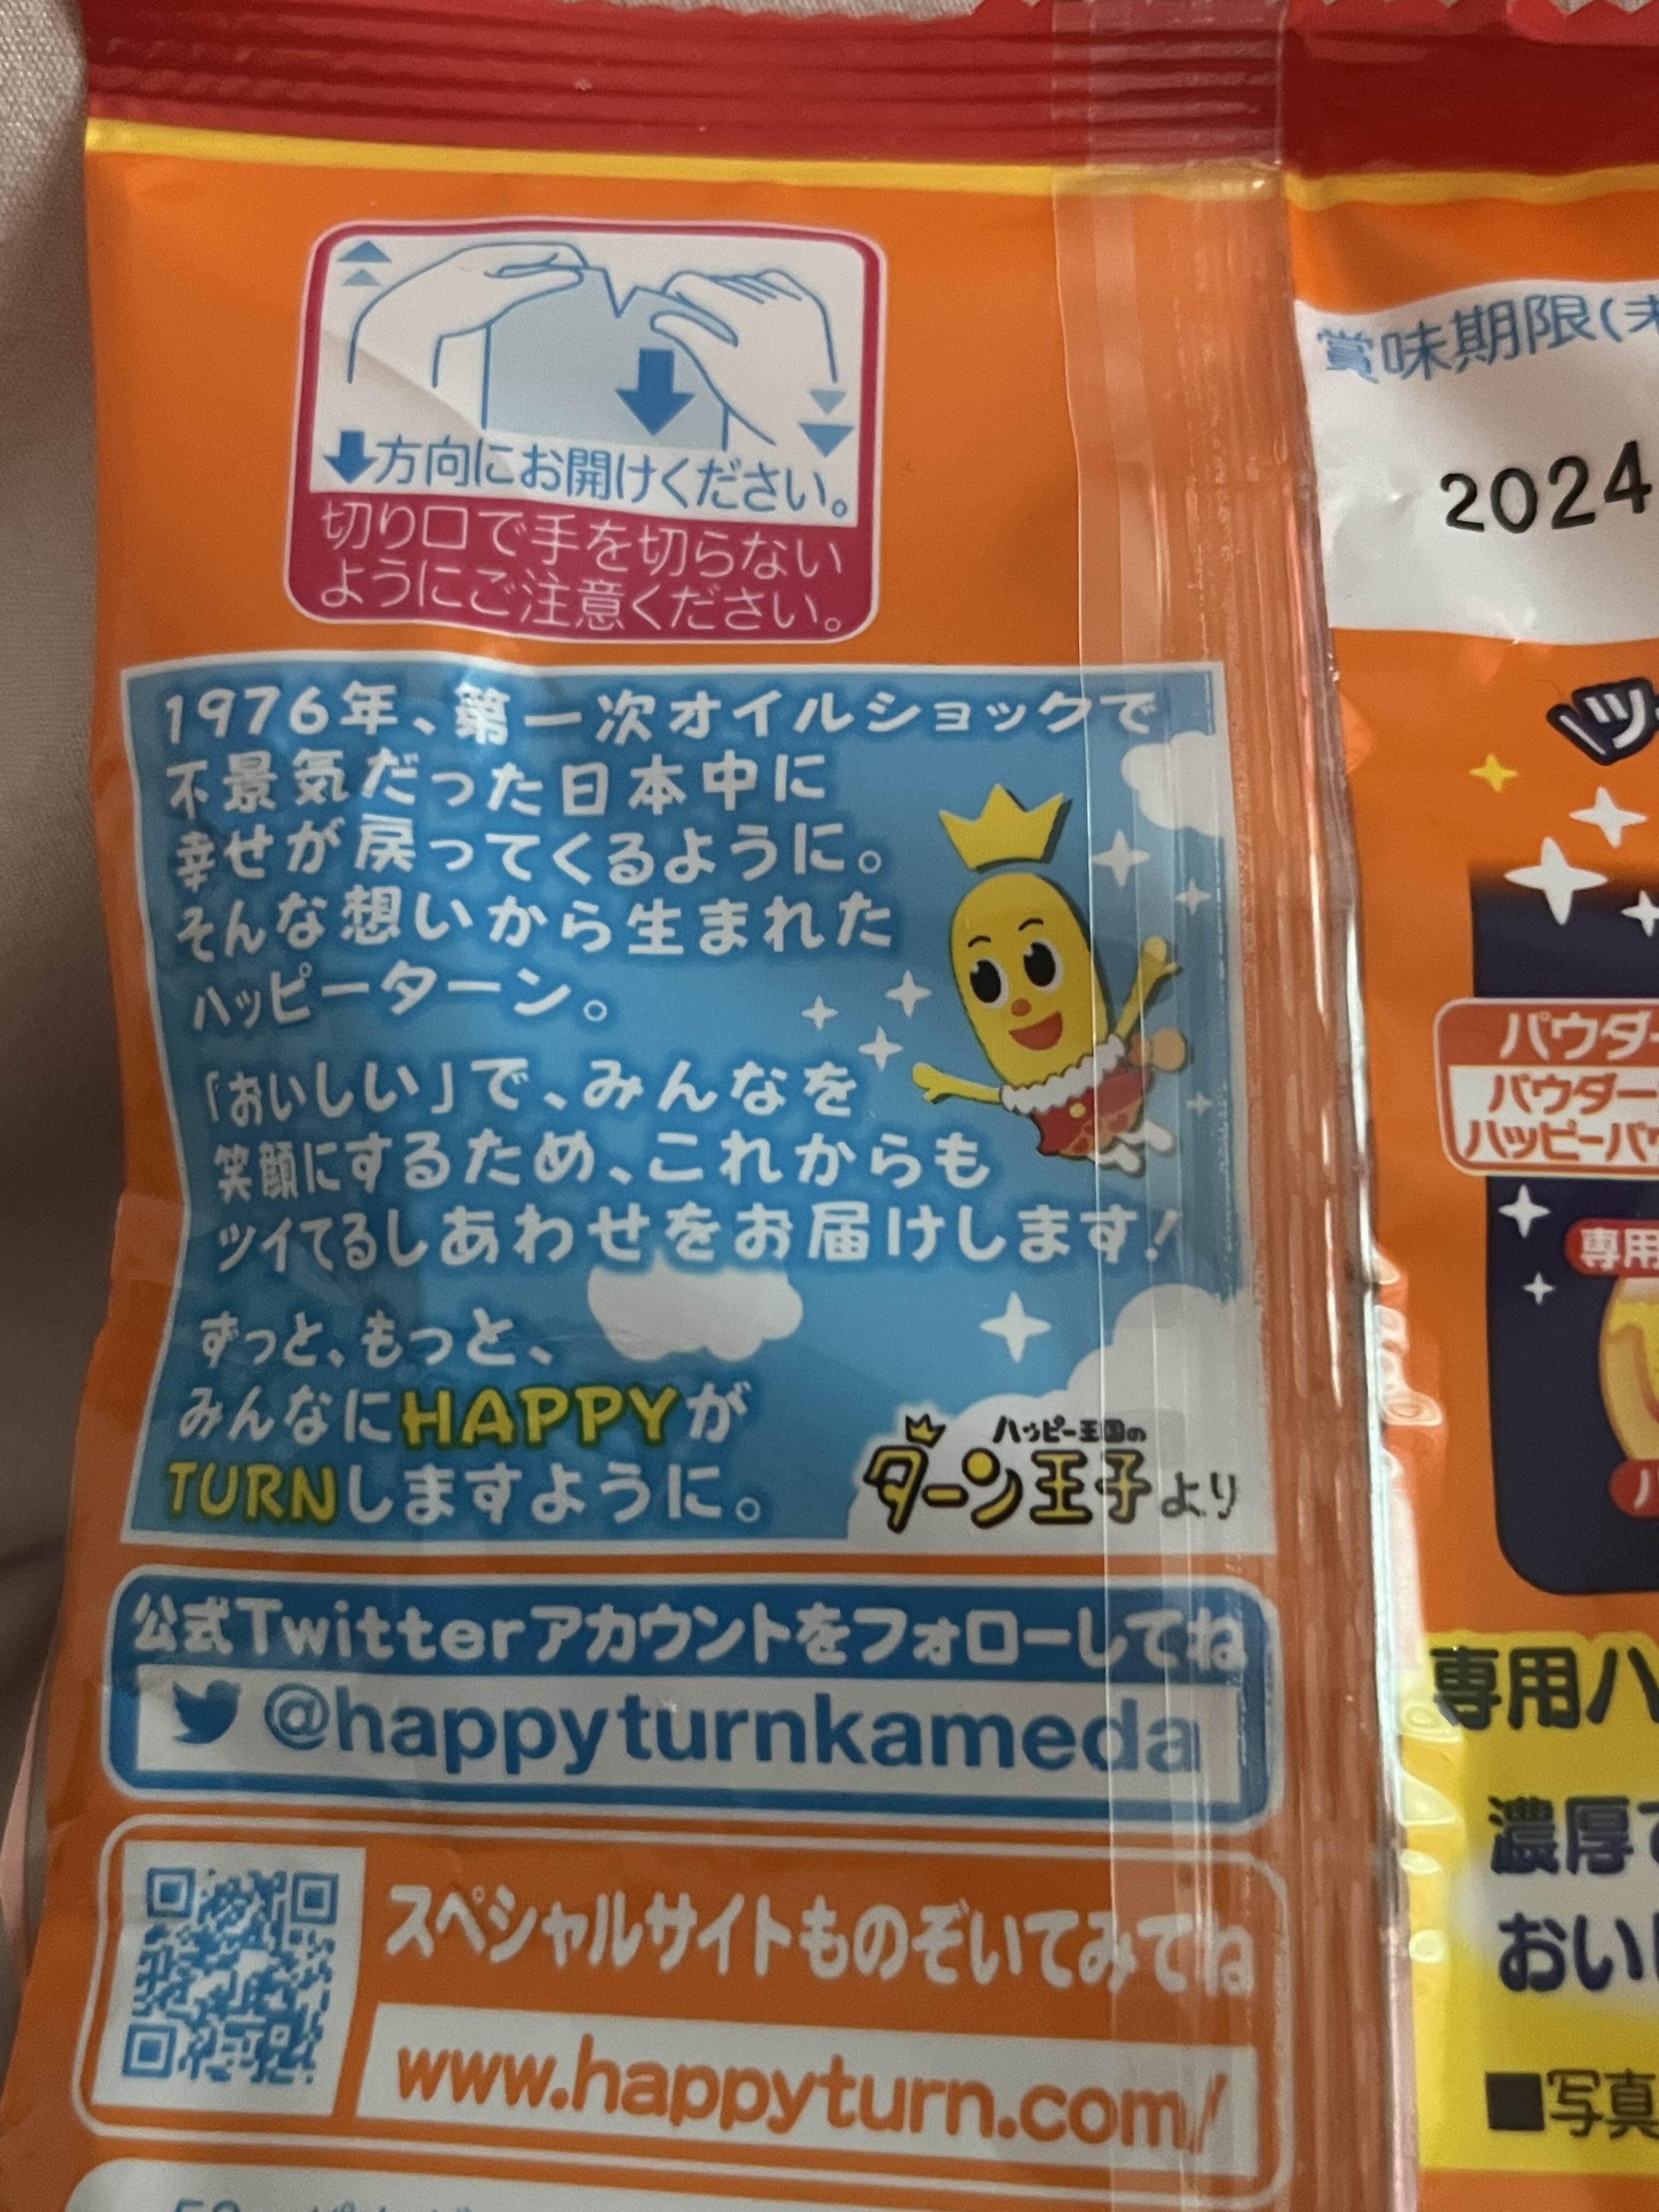 方向にお開けください。
切り口で手を切らない
ようにご注意ください。
1976年、第一次オイルショックで
不景気だった日本中に
幸せが戻ってくるように。
そんな想いから生まれた
ハッピーターン。
「おいしい」で、みんなを
笑顔にするため、これからも
ツイてるしあわせをお届けします!
ずっと、もっと、
みんなにHAPPYが
TURNしますように。
ハッピー王国の
ターン王子より
公式Twitterアカウントをフォローしてね
@happyturnkameda
スペシャルサイトものぞいてみてね
www.happyturn.com/
賞味期限(
2024
パウダー
パウダー
ハッピーパウ
専用
専用ハ
濃厚
おいし
■写真